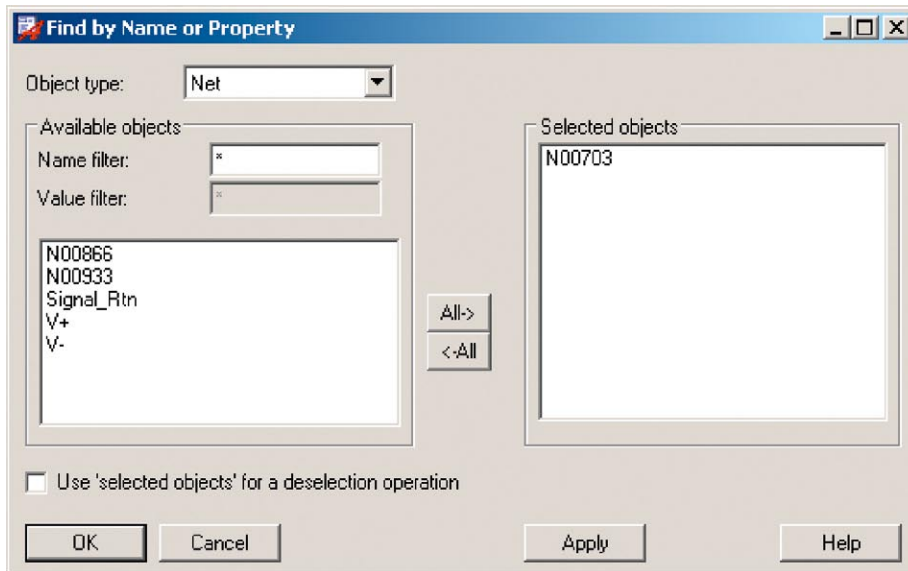 Find by Name or Property
Object type: Net
Available objects
Name filter: *
Value filter: *
N00866
N00933
Signal_Rtn
V+
V-
All->
<-All
Selected objects
N00703
Use 'selected objects' for a deselection operation
OK Cancel Apply Help